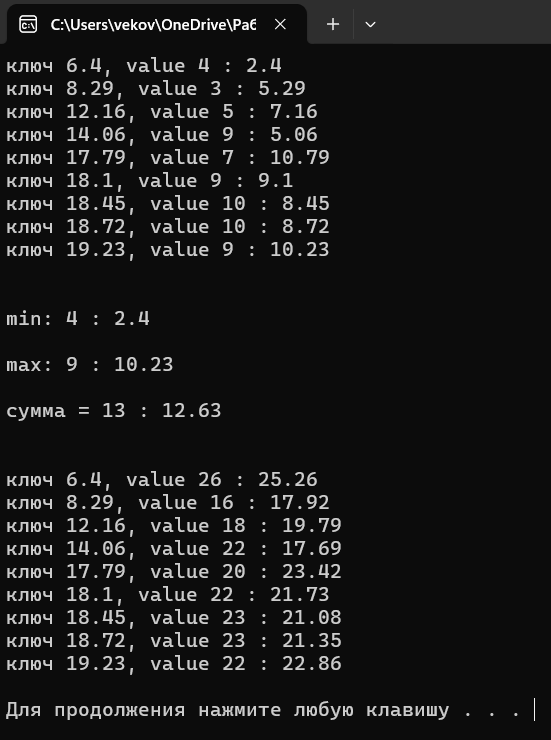 C:\Users\vekov\OneDrive\Раб
ключ 6.4, value 4 : 2.4
ключ 8.29, value 3 : 5.29
ключ 12.16, value 5 : 7.16
ключ 14.06, value 9 : 5.06
ключ 17.79, value 7 : 10.79
ключ 18.1, value 9 : 9.1
ключ 18.45, value 10 : 8.45
ключ 18.72, value 10 : 8.72
ключ 19.23, value 9 : 10.23
min: 4 : 2.4
max: 9 : 10.23
сумма = 13 : 12.63
ключ 6.4, value 26 : 25.26
ключ 8.29, value 16 : 17.92
ключ 12.16, value 18 : 19.79
ключ 14.06, value 22 : 17.69
ключ 17.79, value 20 : 23.42
ключ 18.1, value 22 : 21.73
ключ 18.45, value 23 : 21.08
ключ 18.72, value 23 : 21.35
ключ 19.23, value 22 : 22.86
Для продолжения нажмите любую клавишу . . .